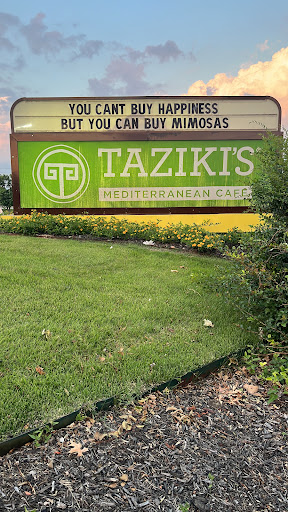 YOU CANT BUY HAPPINESS
BUT YOU CAN BUY MIMOSAS
TAZIKI'S
MEDITERRANEAN CAFE